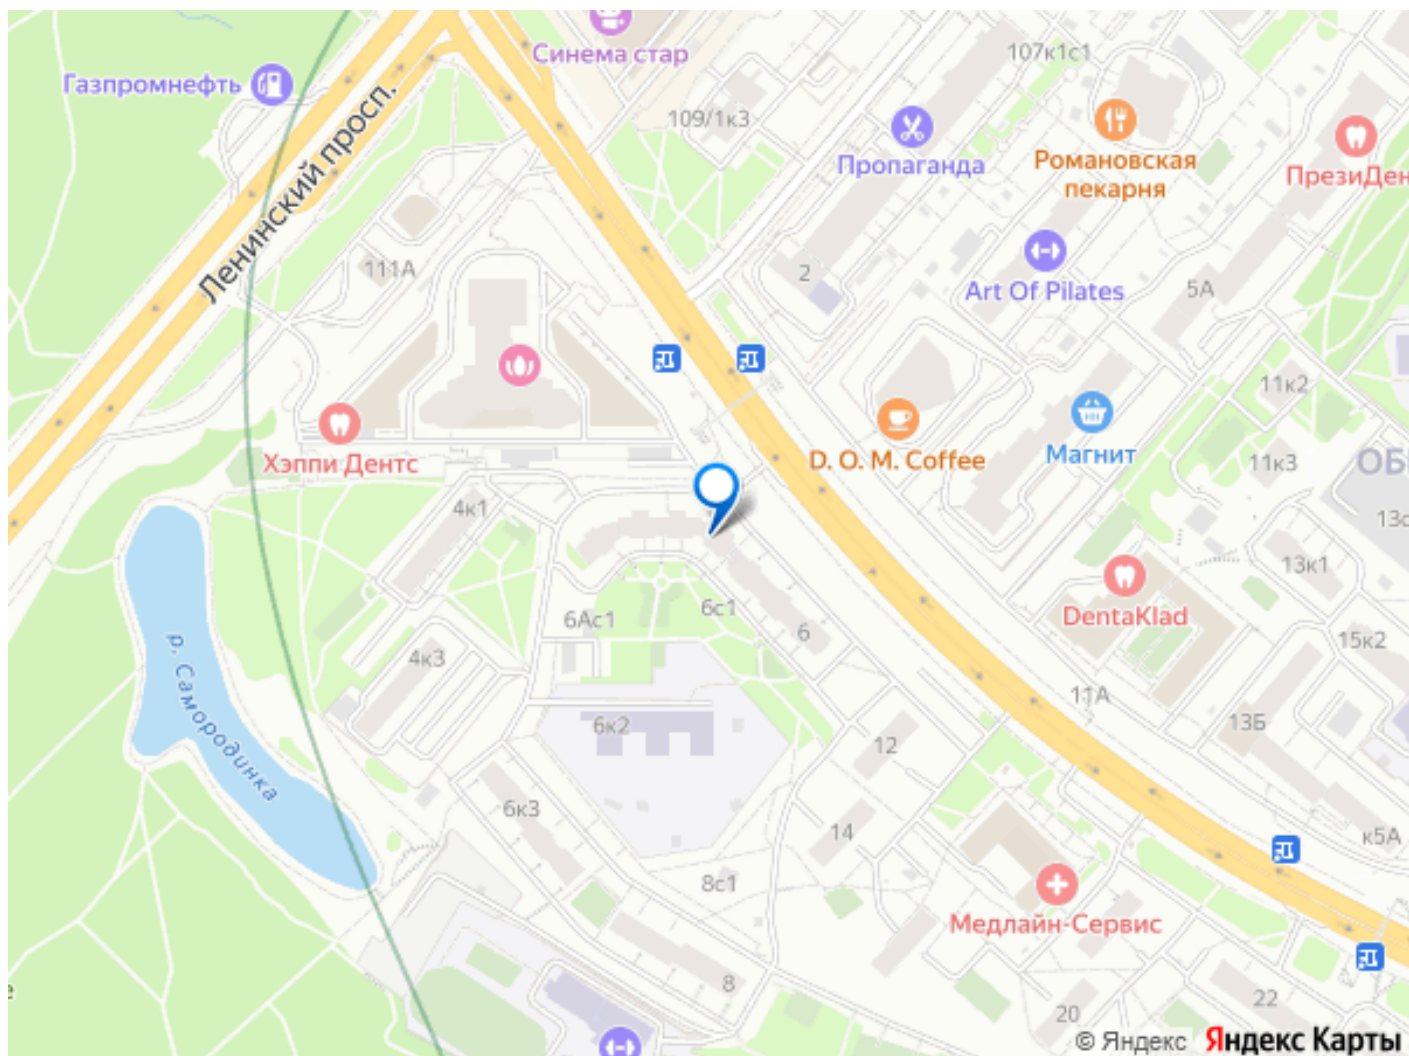 Синема стар
107к1с1
Газпромнефть
109/1к3
Пропаганда
Романовская
пекарня
ПрезиДен
Ленинский просп.
111А
2
Art Of Pilates
5А
11к2
Хэппи Дентс
D. O. M. Coffee
Магнит
11к3
ОБ
4к1
13с
13к1
6Ас1
6с1
6
DentaKlad
15к2
4к3
р. Самородинка
11А
6к2
12
13Б
6к3
14
к5А
8с1
Медлайн-Сервис
8
22
20
© Яндекс Яндекс Карты